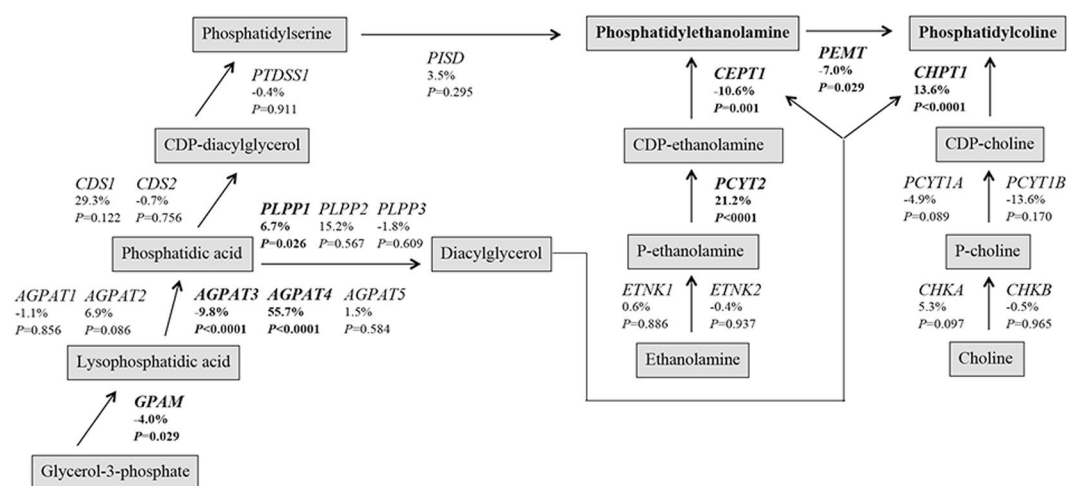 Phosphatidylserine
Phosphatidylethanolamine
Phosphatidylcoline
PTDSS1
-0.4%
P=0.911
PISD
3.5%
P=0.295
CEPT1
-10.6%
P=0.001
PEMT
-7.0%
P=0.029
CHPT1
13.6%
P<0.0001
CDP-diacylglycerol
CDP-ethanolamine
CDP-choline
CDS1
29.3%
P=0.122
CDS2
-0.7%
P=0.756
PLPP1
6.7%
P=0.026
PLPP2
15.2%
P=0.567
PLPP3
-1.8%
P=0.609
PCYT2
21.2%
P<0001
PCYT1A
-4.9%
P=0.089
PCYT1B
-13.6%
P=0.170
Phosphatidic acid
Diacylglycerol
P-ethanolamine
P-choline
AGPAT1
-1.1%
P=0.856
AGPAT2
6.9%
P=0.086
AGPAT3
-9.8%
P<0.0001
AGPAT4
55.7%
P<0.0001
AGPAT5
1.5%
P=0.584
ETNK1
0.6%
P=0.886
ETNK2
-0.4%
P=0.937
CHKA
5.3%
P=0.097
CHKB
-0.5%
P=0.965
Lysophosphatidic acid
Ethanolamine
Choline
GPAM
-4.0%
P=0.029
Glycerol-3-phosphate